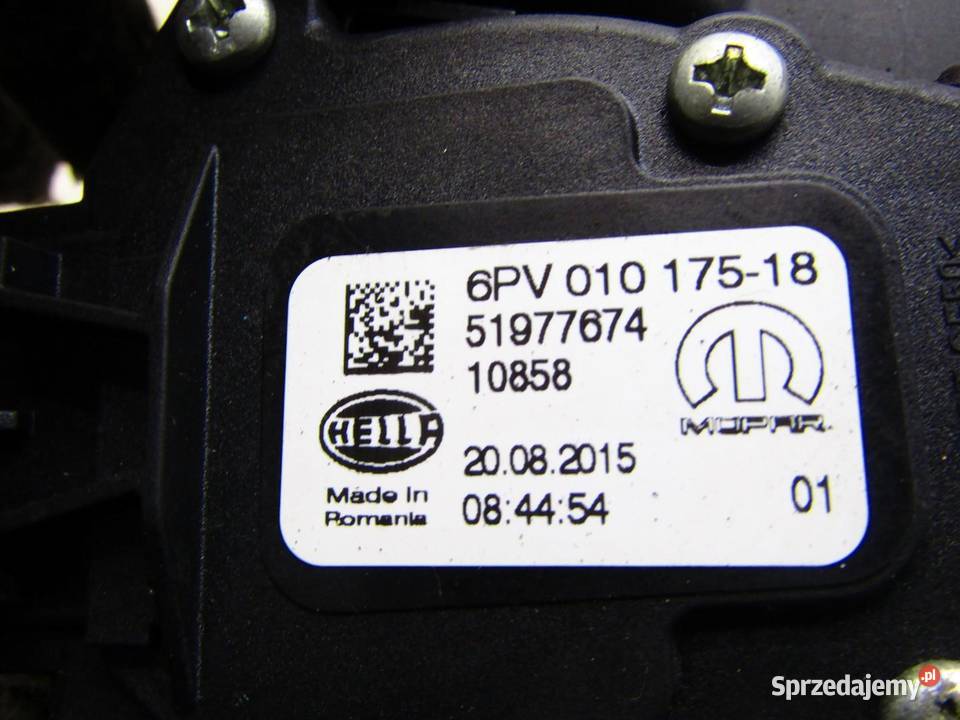 6PV 010 175-18
51977674
10858
HELLA
MOPAR
20.08.2015
Made In
Romania
08:44:54
01
Sprzedajemy.pl